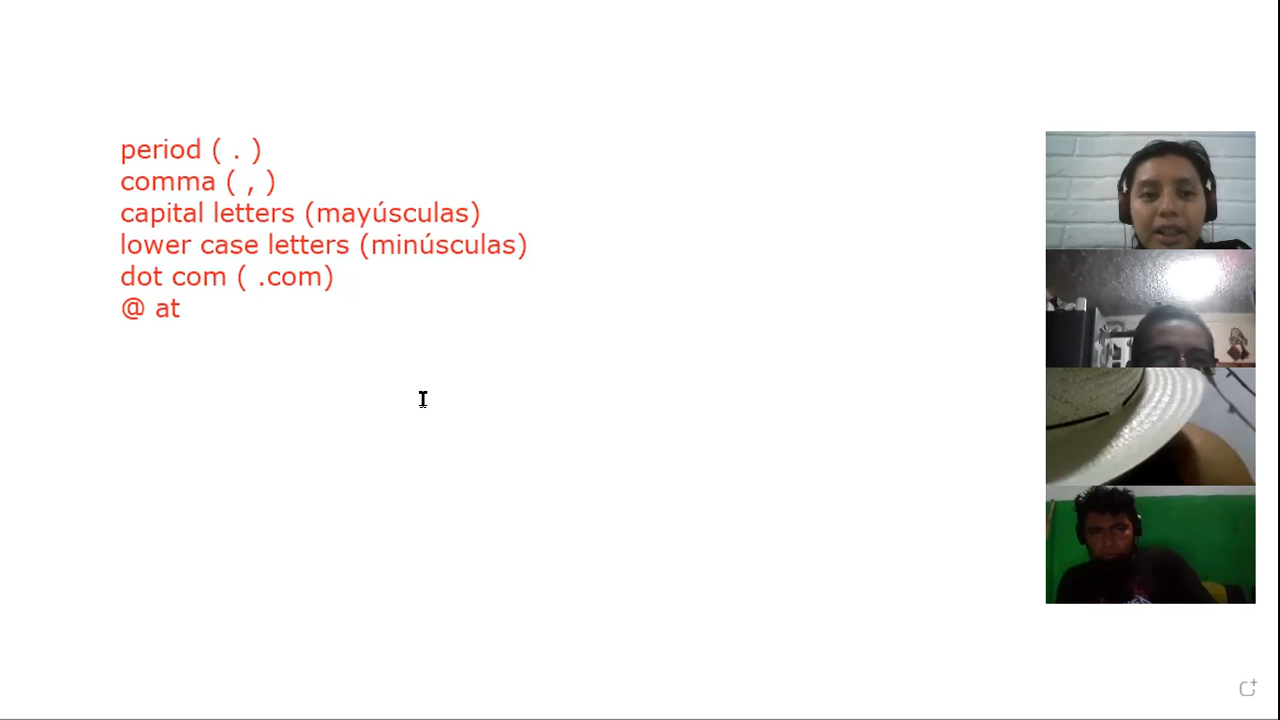 period ( . )
comma ( , )
capital letters (mayúsculas)
lower case letters (minúsculas)
dot com ( .com)
@ at